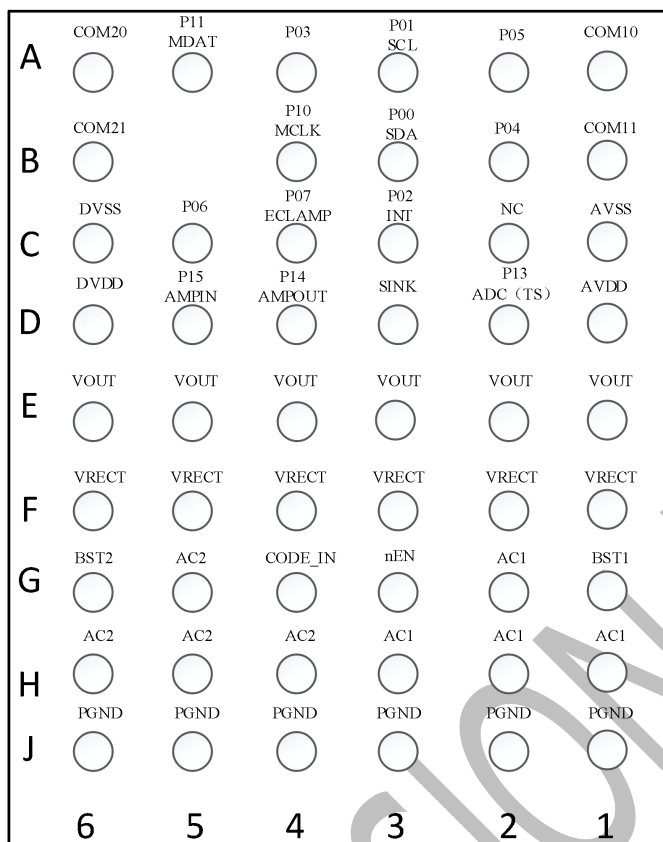 A COM20 P11 MDAT P03 P01 SCL P05 COM10
B COM21 P10 MCLK P00 SDA P04 COM11
C DVSS P06 P07 ECLAMP P02 INT NC AVSS
D DVDD P15 AMPIN P14 AMPOUT SINK P13 ADC（TS） AVDD
E VOUT VOUT VOUT VOUT VOUT VOUT
F VRECT VRECT VRECT VRECT VRECT VRECT
G BST2 AC2 CODE_IN nEN AC1 BST1
H AC2 AC2 AC2 AC1 AC1 AC1
J PGND PGND PGND PGND PGND PGND
6 5 4 3 2 1